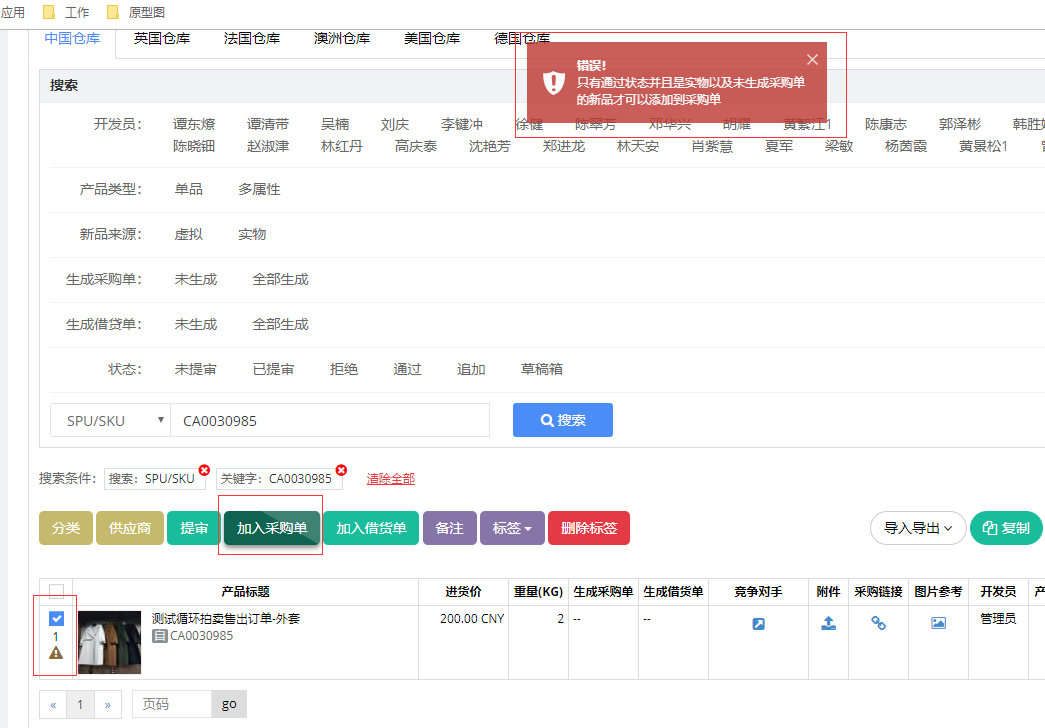 应用 工作 原型图
中国仓库 英国仓库 法国仓库 澳洲仓库 美国仓库 德国仓库
错误!
只有通过状态并且是实物以及未生成采购单
的新品才可以添加到采购单
搜索
开发员: 谭东燎 谭清带 吴楠 刘庆 李键冲 徐健 陈翠芳 邓华兴 胡耀 黄繁江1 陈康志 郭泽彬
陈晓钿 赵淑津 林红丹 高庆泰 沈艳芳 郑进龙 林天安 肖紫慧 夏军 梁敏 杨茵霞 黄景松1
产品类型: 单品 多属性
新品来源: 虚拟 实物
生成采购单: 未生成 全部生成
生成借贷单: 未生成 全部生成
状态: 未提审 已提审 拒绝 通过 追加 草稿箱
SPU/SKU CA0030985 搜索
搜索条件: 搜索: SPU/SKU 关键字: CA0030985 清除全部
分类 供应商 提审 加入采购单 加入借货单 备注 标签 删除标签 导入导出 复制
产品标题 进货价 重量(KG) 生成采购单 生成借货单 竞争对手 附件 采购链接 图片参考 开发员
测试循环拍卖售出订单-外套 200.00 CNY 2 -- -- 管理员
1 自 CA0030985
« 1 » 页码 go